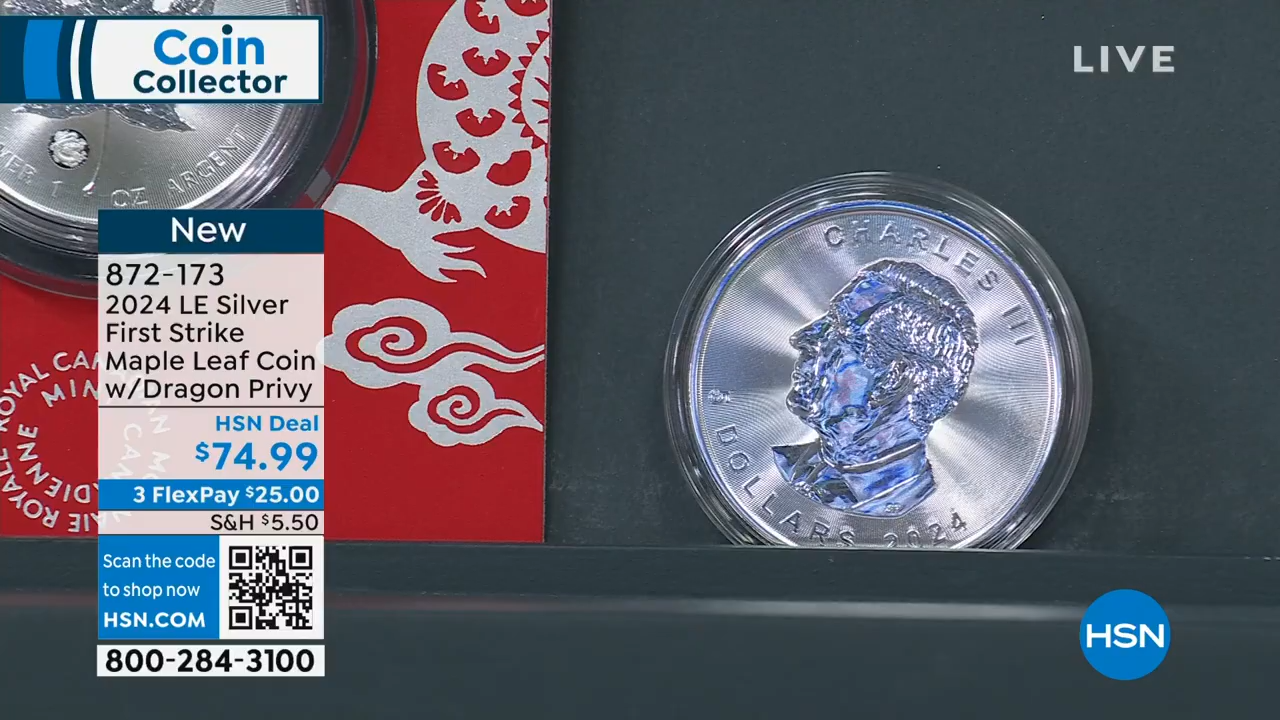 Coin
Collector
LIVE
1 OZ ARGENT
New
872-173
2024 LE Silver
First Strike
Maple Leaf Coin
w/Dragon Privy
HSN Deal
$74.99
3 FlexPay $25.00
S&H $5.50
Scan the code
to shop now
HSN.COM
800-284-3100
CHARLES III
DOLLARS 2024
HSN